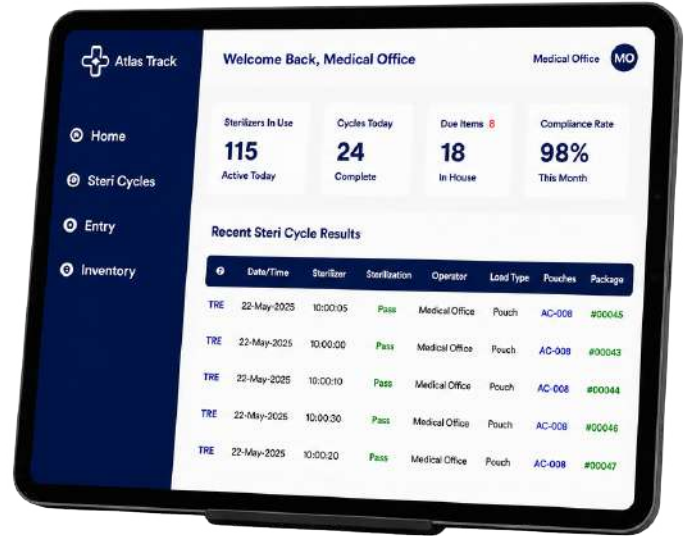 Atlas Track
Welcome Back, Medical Office
Medical Office MO
Home
Steri Cycles
Entry
Inventory
Sterilizers In Use
115
Active Today
Cycles Today
24
Complete
Due Items 8
18
In House
Compliance Rate
98%
This Month
Recent Steri Cycle Results
Date/Time Sterilizer Sterilization Operator Load Type Pouches Package
TRE 22-May-2025 10:00:05 Pass Medical Office Pouch AC-008 #00045
TRE 22-May-2025 10:00:00 Pass Medical Office Pouch AC-008 #00043
TRE 22-May-2025 10:00:10 Pass Medical Office Pouch AC-008 #00044
TRE 22-May-2025 10:00:30 Pass Medical Office Pouch AC-008 #00046
TRE 22-May-2025 10:00:20 Pass Medical Office Pouch AC-008 #00047